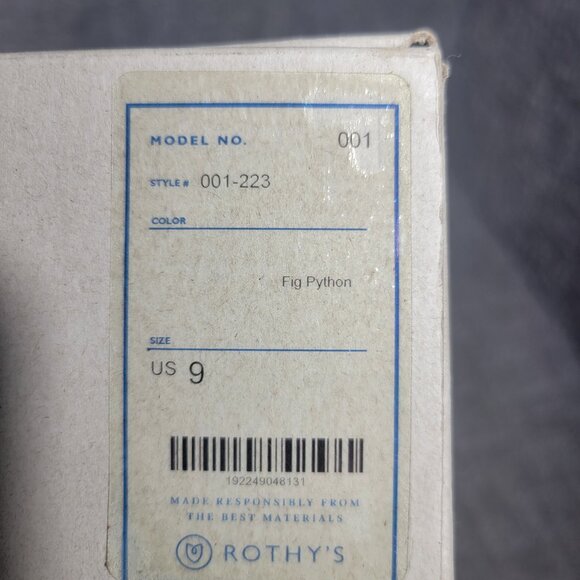 MODEL NO. 001
STYLE # 001-223
COLOR
Fig Python
SIZE
US 9
192249048131
MADE RESPONSIBLY FROM
THE BEST MATERIALS
ROTHY'S